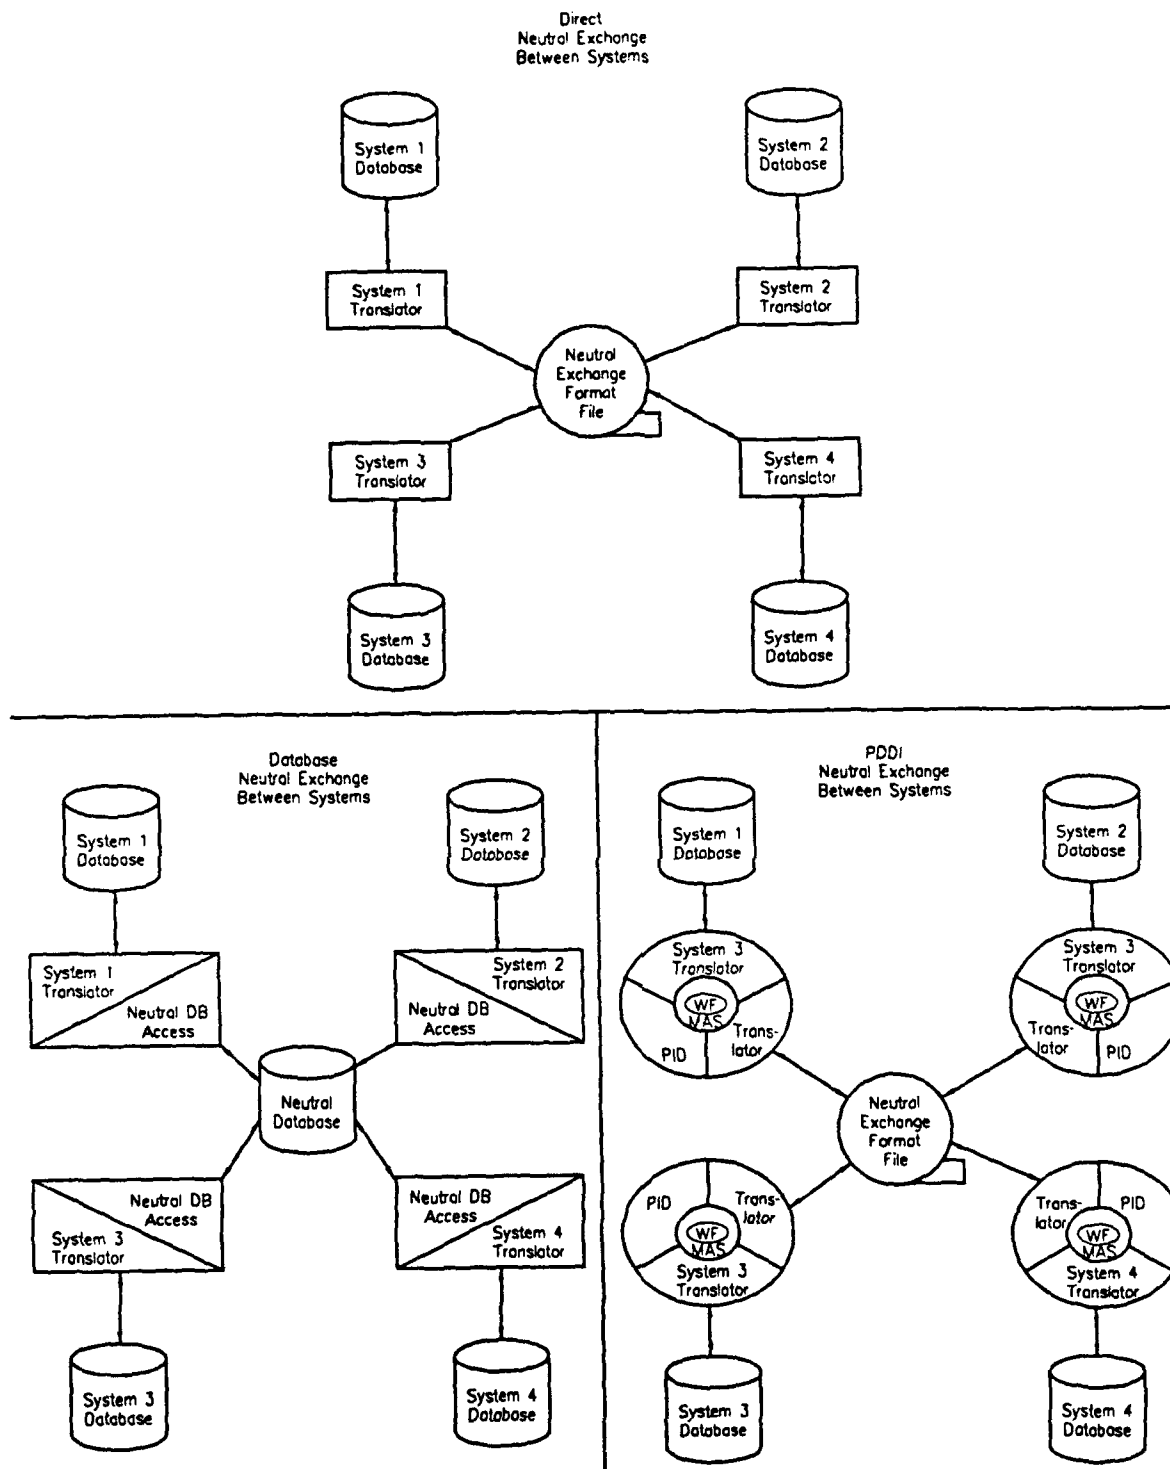 Direct
Neutral Exchange
Between Systems
System 1
Database
System 2
Database
System 1
Translator
System 2
Translator
Neutral
Exchange
Format
File
System 3
Translator
System 4
Translator
System 3
Database
System 4
Database
Database
Neutral Exchange
Between Systems
System 1
Database
System 2
Database
System 1
Translator
Neutral DB
Access
System 2
Translator
Neutral DB
Access
Neutral
Database
Neutral DB
Access
System 3
Translator
Neutral DB
Access
System 4
Translator
System 3
Database
System 4
Database
PDDI
Neutral Exchange
Between Systems
System 1
Database
System 2
Database
System 3
Translator
WF
MAS
PID
Trans-
lator
System 3
Translator
WF
MAS
Trans-
lator
PID
Neutral
Exchange
Format
File
PID
Trans-
lator
WF
MAS
System 3
Translator
Trans-
lator
PID
WF
MAS
System 4
Translator
System 3
Database
System 4
Database